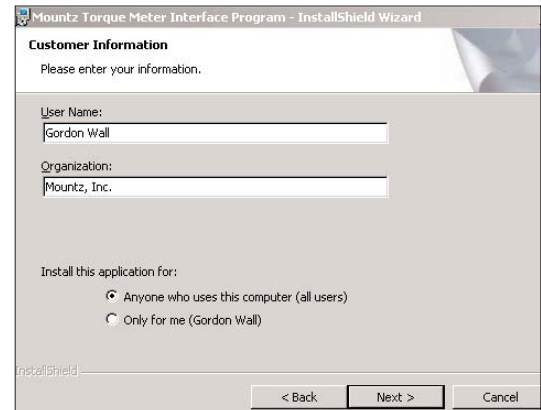 Mountz Torque Meter Interface Program - InstallShield Wizard
Customer Information
Please enter your information.
User Name:
Gordon Wall
Organization:
Mountz, Inc.
Install this application for:
Anyone who uses this computer (all users)
Only for me (Gordon Wall)
InstallShield
< Back Next > Cancel